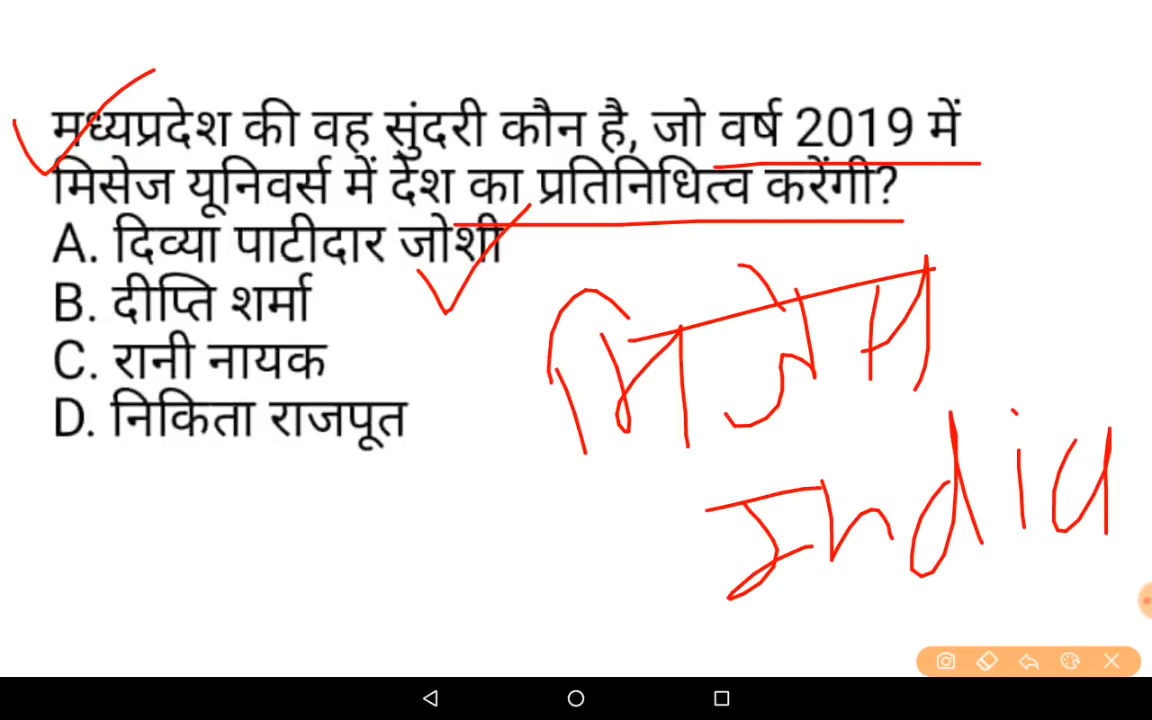 मध्यप्रदेश की वह सुंदरी कौन है, जो वर्ष 2019 में
मिसेज यूनिवर्स में देश का प्रतिनिधित्व करेंगी?
A. दिव्या पाटीदार जोशी
B. दीप्ति शर्मा
C. रानी नायक
D. निकिता राजपूत
India